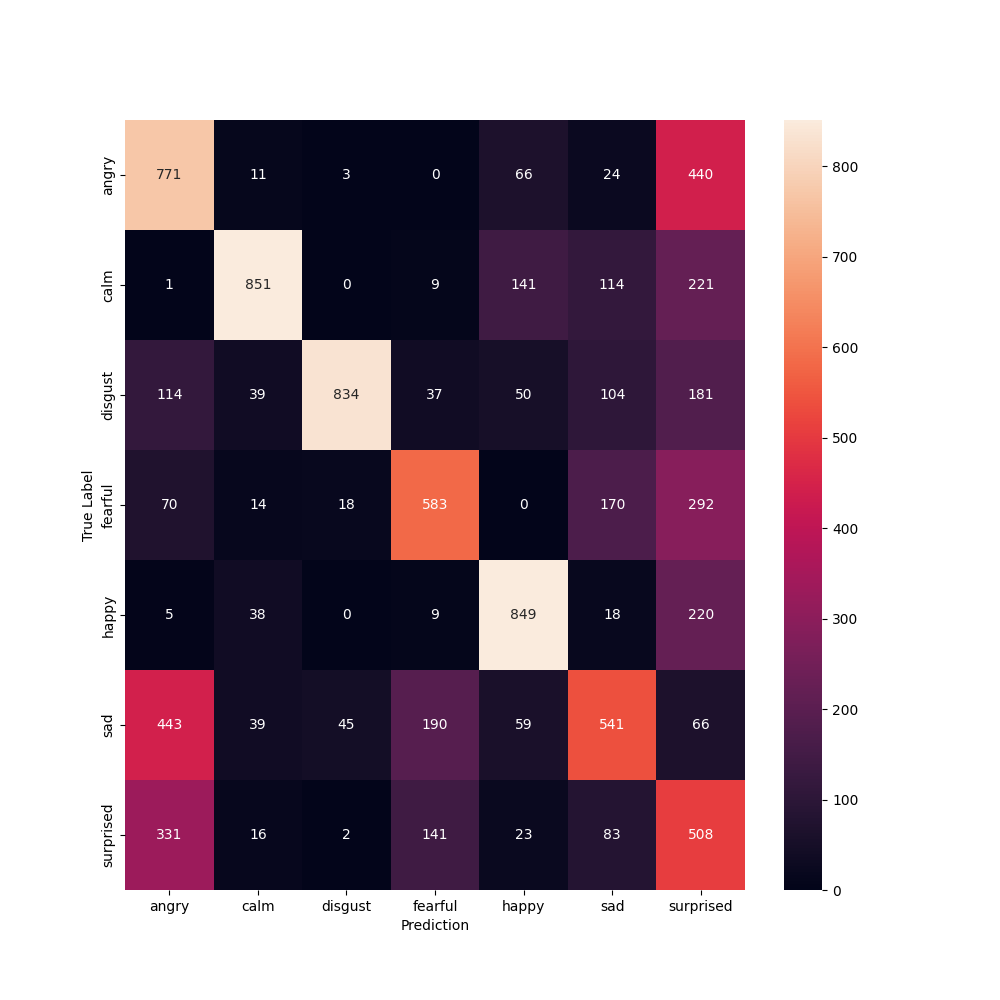 800
angry 771 11 3 0 66 24 440
700
calm 1 851 0 9 141 114 221
600
disgust 114 39 834 37 50 104 181
500
True Label
fearful 70 14 18 583 0 170 292
400
300
happy 5 38 0 9 849 18 220
200
sad 443 39 45 190 59 541 66
100
surprised 331 16 2 141 23 83 508
0
angry calm disgust fearful happy sad surprised
Prediction